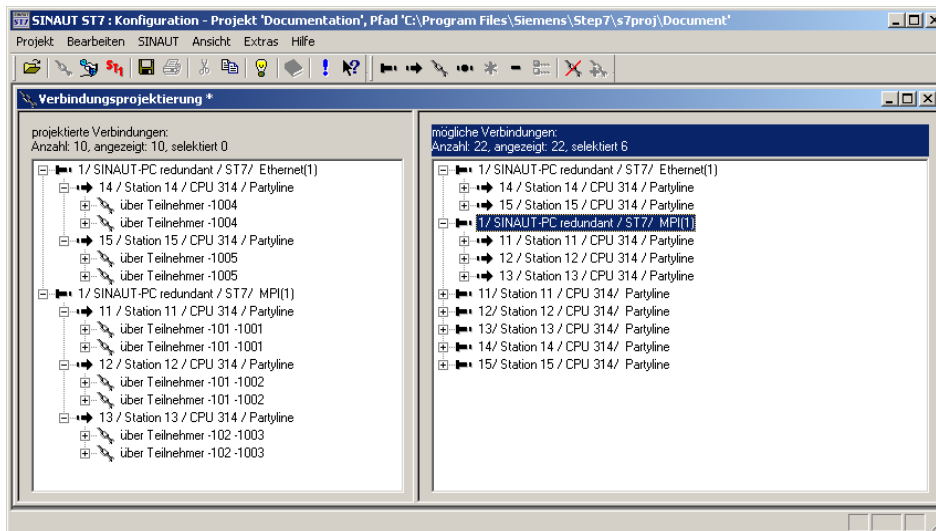 SINAUT ST7 : Konfiguration - Projekt 'Documentation', Pfad 'C:\Program Files\Siemens\Step7\s7proj\Document'
Projekt Bearbeiten SINAUT Ansicht Extras Hilfe
Verbindungsprojektierung *
projektierte Verbindungen:
Anzahl: 10, angezeigt: 10, selektiert 0
1/ SINAUT-PC redundant / ST7/ Ethernet(1)
14 / Station 14 / CPU 314 / Partyline
über Teilnehmer -1004
über Teilnehmer -1004
15 / Station 15 / CPU 314 / Partyline
über Teilnehmer -1005
über Teilnehmer -1005
1/ SINAUT-PC redundant / ST7/ MPI(1)
11 / Station 11 / CPU 314 / Partyline
über Teilnehmer -101 -1001
über Teilnehmer -101 -1001
12 / Station 12 / CPU 314 / Partyline
über Teilnehmer -101 -1002
über Teilnehmer -101 -1002
13 / Station 13 / CPU 314 / Partyline
über Teilnehmer -102 -1003
über Teilnehmer -102 -1003
mögliche Verbindungen:
Anzahl: 22, angezeigt: 22, selektiert 6
1/ SINAUT-PC redundant / ST7/ Ethernet(1)
14 / Station 14 / CPU 314 / Partyline
15 / Station 15 / CPU 314 / Partyline
1/ SINAUT-PC redundant / ST7/ MPI(1)
11 / Station 11 / CPU 314 / Partyline
12 / Station 12 / CPU 314 / Partyline
13 / Station 13 / CPU 314 / Partyline
11/ Station 11 / CPU 314/ Partyline
12/ Station 12 / CPU 314/ Partyline
13/ Station 13 / CPU 314/ Partyline
14/ Station 14 / CPU 314/ Partyline
15/ Station 15 / CPU 314/ Partyline